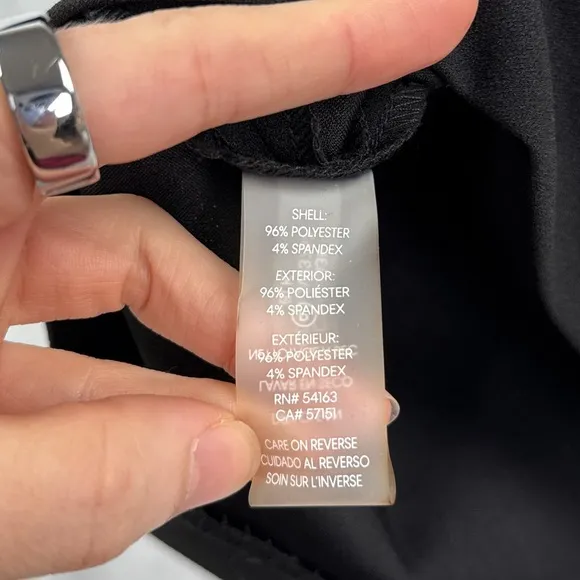 SHELL:
96% POLYESTER
4% SPANDEX
EXTERIOR:
96% POLIÉSTER
4% SPANDEX
EXTÉRIEUR:
96% POLYESTER
4% SPANDEX
RN# 54163
CA# 57151
CARE ON REVERSE
CUIDADO AL REVERSO
SOIN SUR L'INVERSE